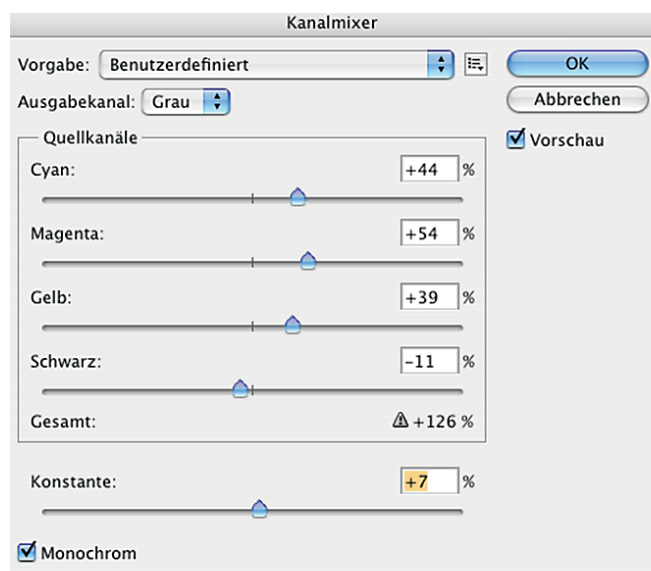 Kanalmixer
Vorgabe: Benutzerdefiniert
OK
Ausgabekanal: Grau
Abbrechen
Quellkanäle
Vorschau
Cyan: +44 %
Magenta: +54 %
Gelb: +39 %
Schwarz: -11 %
Gesamt: +126 %
Konstante: +7 %
Monochrom